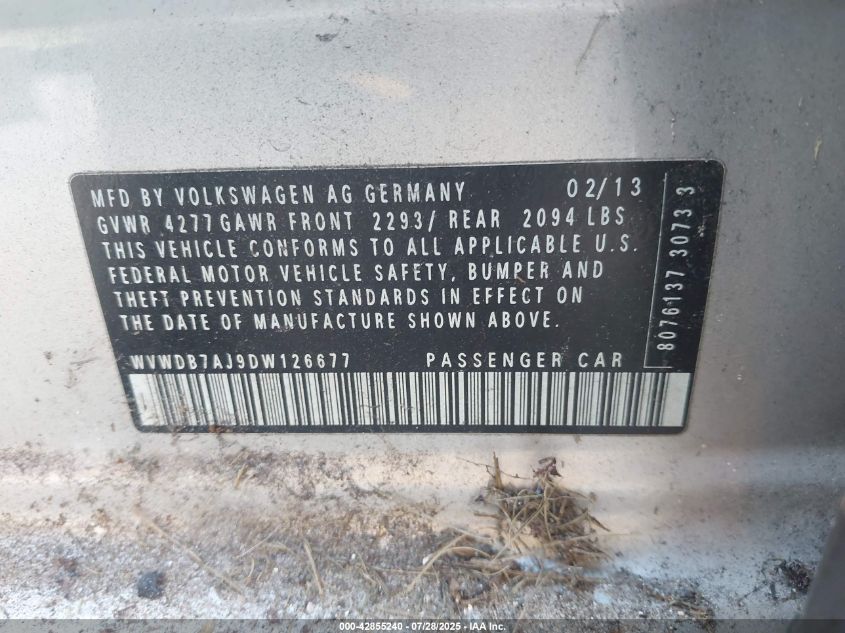 MFD BY VOLKSWAGEN AG GERMANY 02/13
GVWR 4277 GAWR FRONT 2293/ REAR 2094 LBS
THIS VEHICLE CONFORMS TO ALL APPLICABLE U.S.
FEDERAL MOTOR VEHICLE SAFETY, BUMPER AND
THEFT PREVENTION STANDARDS IN EFFECT ON
THE DATE OF MANUFACTURE SHOWN ABOVE.
WVWDB7AJ9DW126677 PASSENGER CAR
8076137 3073 3
000-42855240 | 07/28/2025 - IAA Inc.